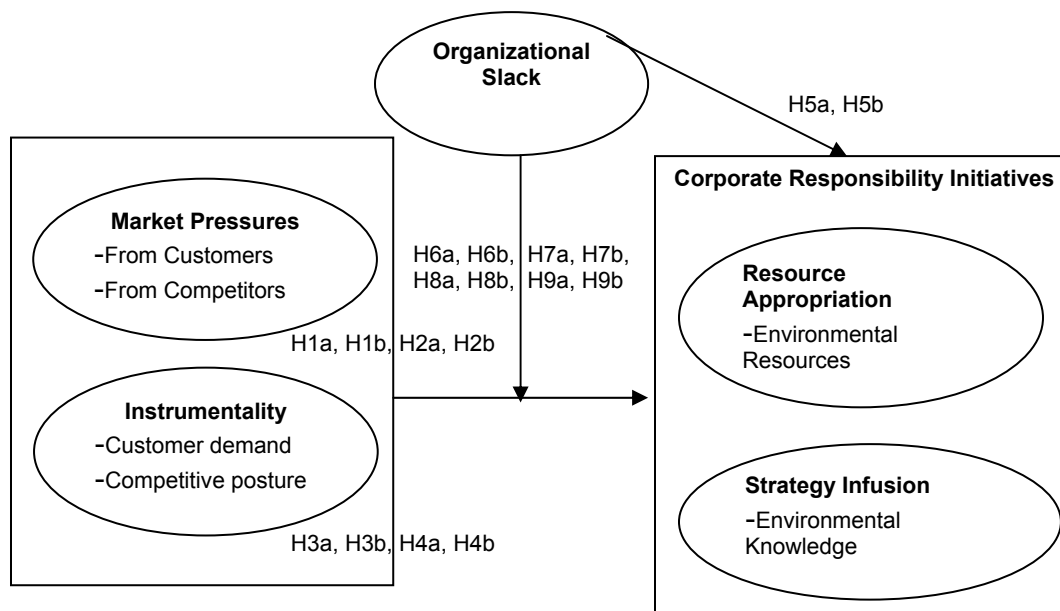 Organizational
Slack
H5a, H5b
Corporate Responsibility Initiatives
Market Pressures
-From Customers
-From Competitors
H6a, H6b, H7a, H7b,
H8a, H8b, H9a, H9b
Resource
Appropriation
-Environmental
Resources
H1a, H1b, H2a, H2b
Instrumentality
-Customer demand
-Competitive posture
Strategy Infusion
-Environmental
Knowledge
H3a, H3b, H4a, H4b